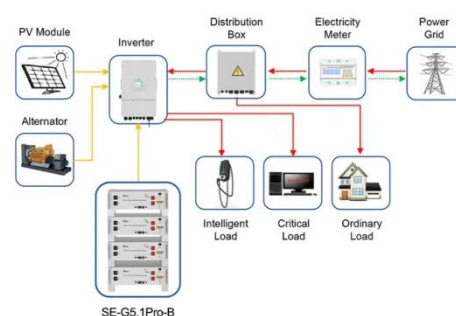 PV Module
Inverter
Distribution
Box
Electricity
Meter
Power
Grid
Alternator
Intelligent
Load
Critical
Load
Ordinary
Load
SE-G5.1Pro-B